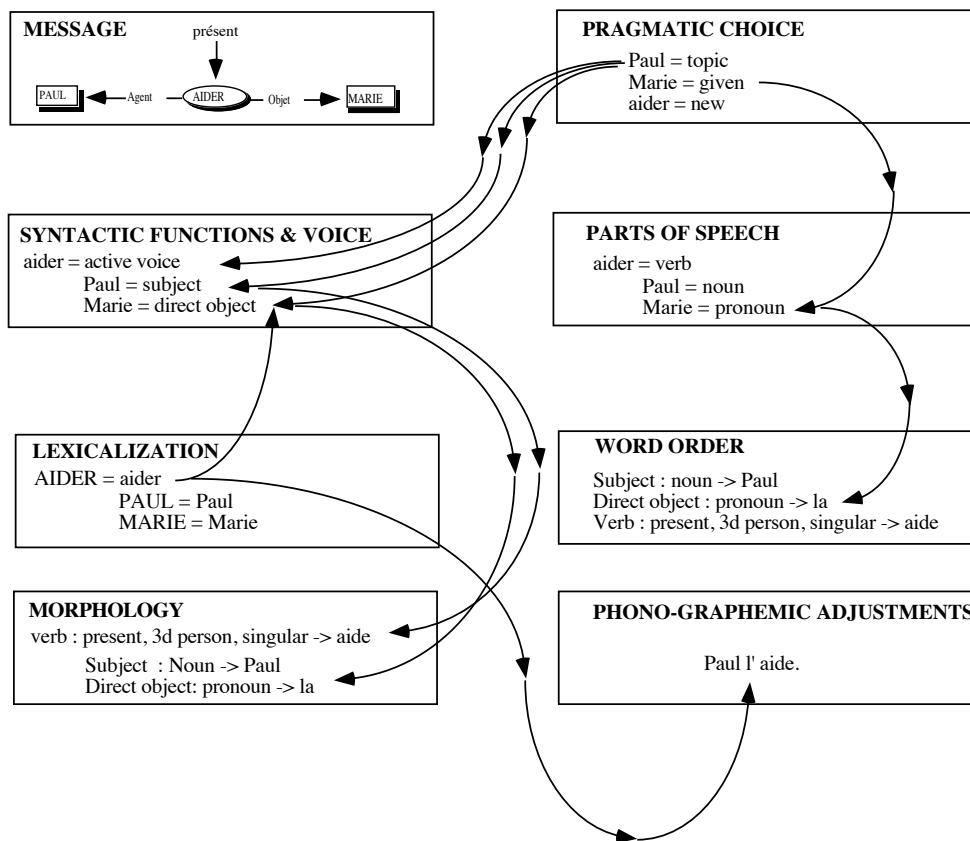 MESSAGE
présent
PAUL
Agent
AIDER
Objet
MARIE
PRAGMATIC CHOICE
Paul = topic
Marie = given
aider = new
SYNTACTIC FUNCTIONS & VOICE
aider = active voice
Paul = subject
Marie = direct object
PARTS OF SPEECH
aider = verb
Paul = noun
Marie = pronoun
LEXICALIZATION
AIDER = aider
PAUL = Paul
MARIE = Marie
WORD ORDER
Subject : noun -> Paul
Direct object : pronoun -> la
Verb : present, 3d person, singular -> aide
MORPHOLOGY
verb : present, 3d person, singular -> aide
Subject : Noun -> Paul
Direct object: pronoun -> la
PHONO-GRAPHEMIC ADJUSTMENTS
Paul l' aide.